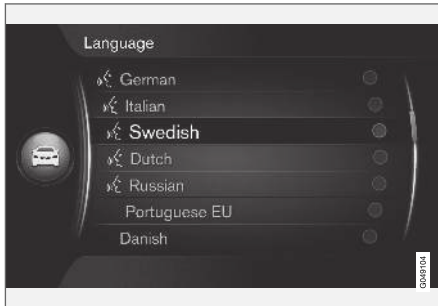 Language
German
Italian
Swedish
Dutch
Russian
Portuguese EU
Danish
G049104